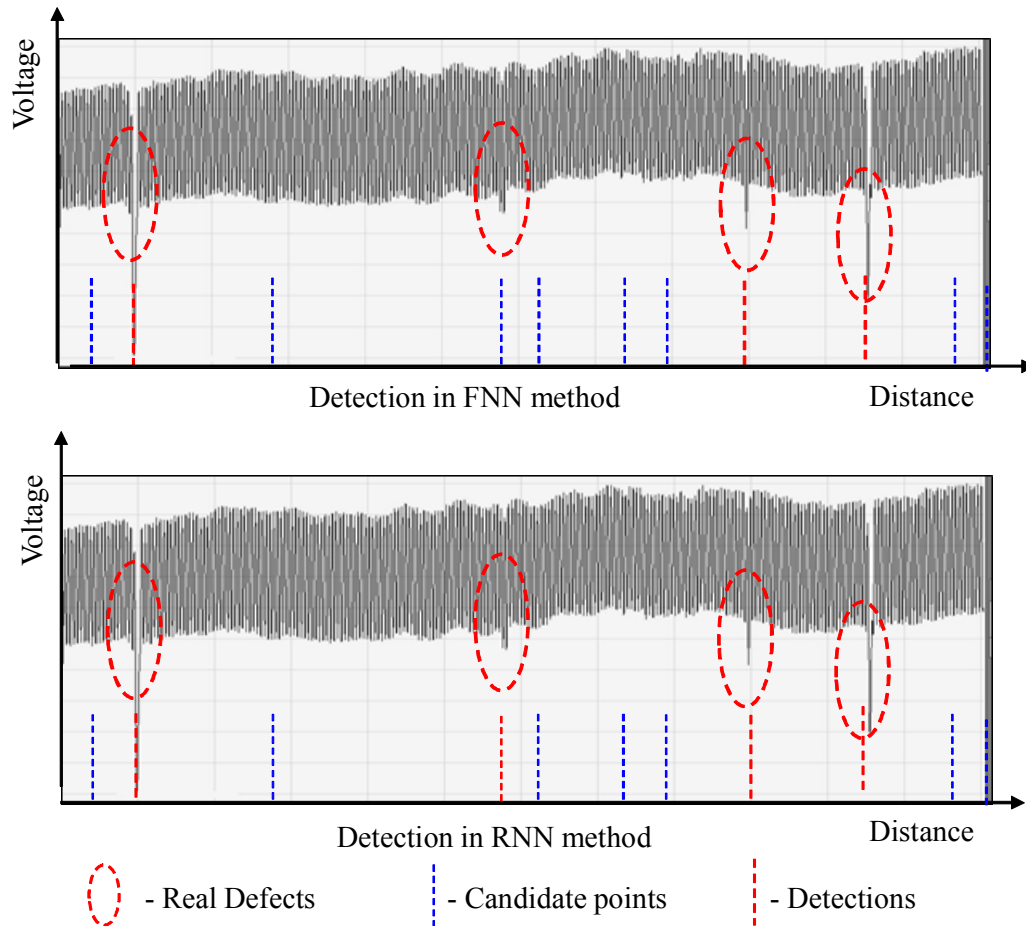 Voltage
Detection in FNN method
Distance
Voltage
Detection in RNN method
Distance
- Real Defects
- Candidate points
- Detections